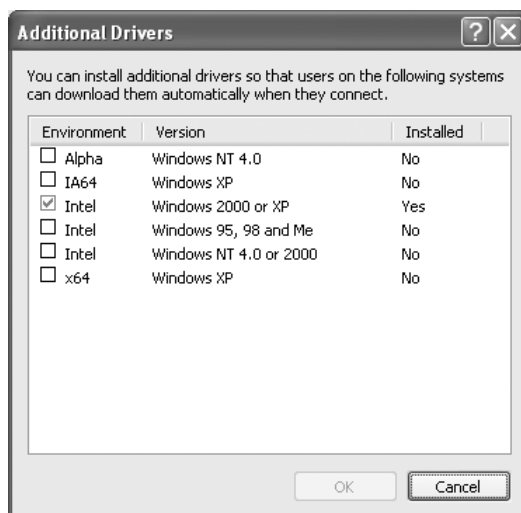 Additional Drivers
You can install additional drivers so that users on the following systems
can download them automatically when they connect.
Environment Version Installed
Alpha Windows NT 4.0 No
IA64 Windows XP No
Intel Windows 2000 or XP Yes
Intel Windows 95, 98 and Me No
Intel Windows NT 4.0 or 2000 No
x64 Windows XP No
OK Cancel